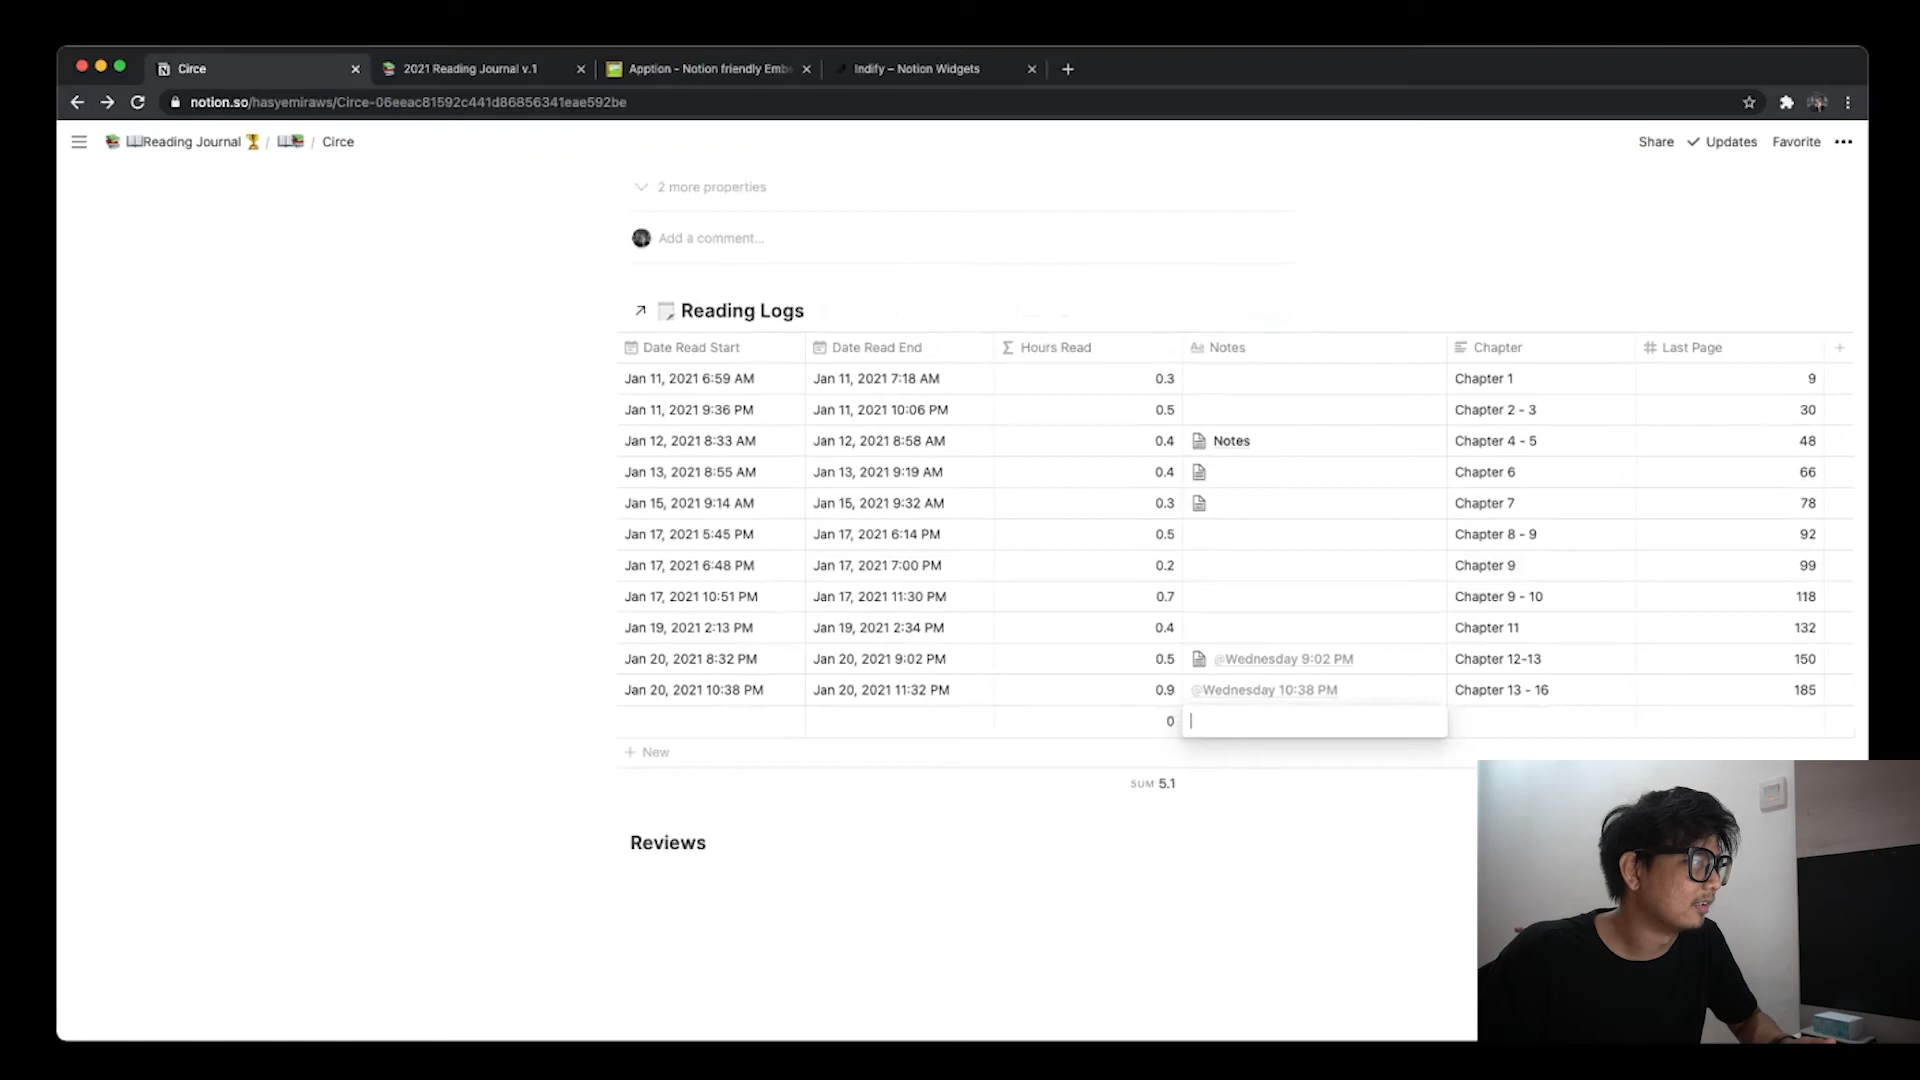 Circe
2021 Reading Journal v.1
Apption - Notion friendly Embe
Indify – Notion Widgets
notion.so/hasyemiraws/Circe-06eeac81592c441d86856341eae592be
Reading Journal / / Circe
Share Updates Favorite
2 more properties
Add a comment...
Reading Logs
Date Read Start Date Read End Hours Read Notes Chapter Last Page
Jan 11, 2021 6:59 AM Jan 11, 2021 7:18 AM 0.3 Chapter 1 9
Jan 11, 2021 9:36 PM Jan 11, 2021 10:06 PM 0.5 Chapter 2 - 3 30
Jan 12, 2021 8:33 AM Jan 12, 2021 8:58 AM 0.4 Notes Chapter 4 - 5 48
Jan 13, 2021 8:55 AM Jan 13, 2021 9:19 AM 0.4 Chapter 6 66
Jan 15, 2021 9:14 AM Jan 15, 2021 9:32 AM 0.3 Chapter 7 78
Jan 17, 2021 5:45 PM Jan 17, 2021 6:14 PM 0.5 Chapter 8 - 9 92
Jan 17, 2021 6:48 PM Jan 17, 2021 7:00 PM 0.2 Chapter 9 99
Jan 17, 2021 10:51 PM Jan 17, 2021 11:30 PM 0.7 Chapter 9 - 10 118
Jan 19, 2021 2:13 PM Jan 19, 2021 2:34 PM 0.4 Chapter 11 132
Jan 20, 2021 8:32 PM Jan 20, 2021 9:02 PM 0.5 @Wednesday 9:02 PM Chapter 12-13 150
Jan 20, 2021 10:38 PM Jan 20, 2021 11:32 PM 0.9 @Wednesday 10:38 PM Chapter 13 - 16 185
0
+ New
SUM 5.1
Reviews